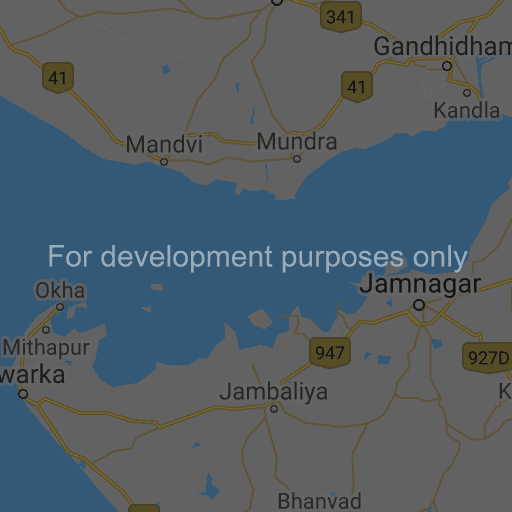 341
Gandhidham
41
41
Kandla
Mandvi
Mundra
For development purposes only
Okha
Jamnagar
Mithapur
947
927D
warka
Jambaliya
K
Bhanvad